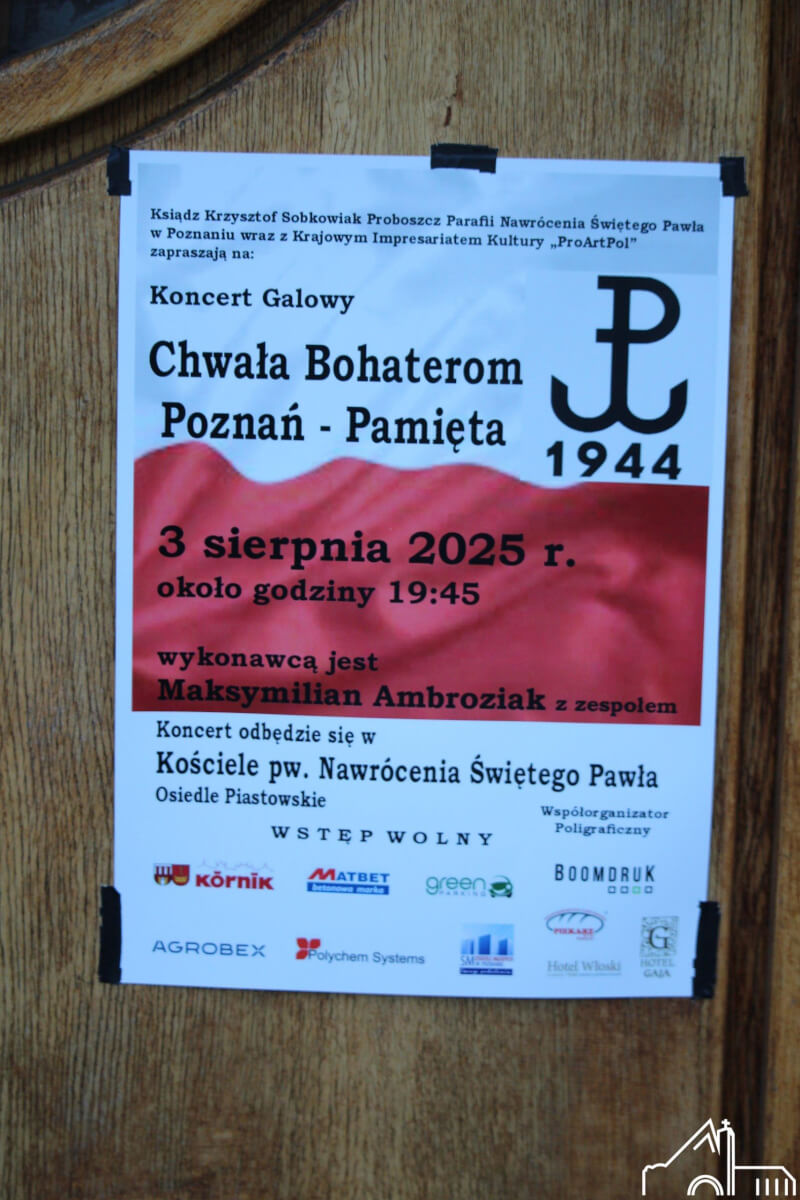 Ksiądz Krzysztof Sobkowiak Proboszcz Parafii Nawrócenia Świętego Pawła
w Poznaniu wraz z Krajowym Impresariatem Kultury „ProArtPol”
zapraszają na:
Koncert Galowy
Chwała Bohaterom
Poznań - Pamięta
1944
3 sierpnia 2025 r.
około godziny 19:45
wykonawcą jest
Maksymilian Ambroziak z zespołem
Koncert odbędzie się w
Kościele pw. Nawrócenia Świętego Pawła
Osiedle Piastowskie
WSTĘP WOLNY
Współorganizator
Poligraficzny
KÓRNIK
MATBET
betonowa marka
green
PARKING
BOOMDRUK
AGROBEX
Polychem Systems
SM
Hotel Włoski
G
HOTEL
GAJA